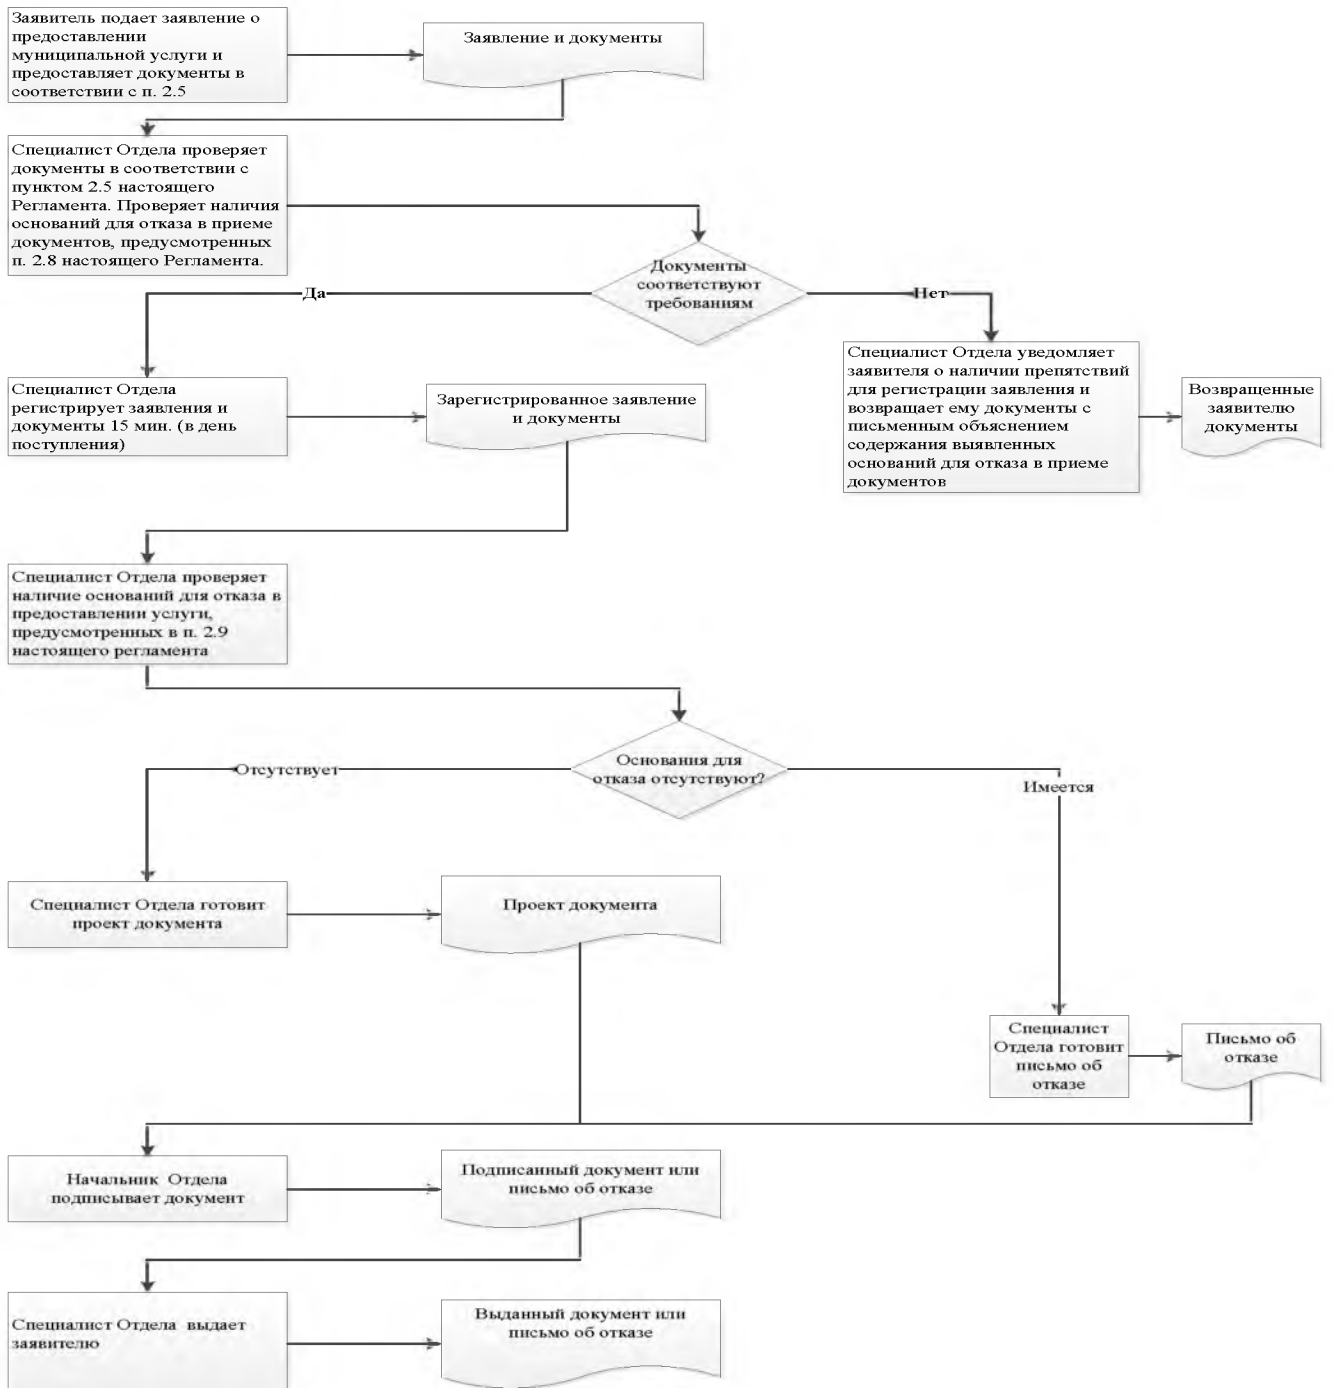 Заявитель подает заявление о
предоставлении
муниципальной услуги и
предоставляет документы в
соответствии с п. 2.5
Заявление и документы
Специалист Отдела проверяет
документы в соответствии с
пунктом 2.5 настоящего
Регламента. Проверяет наличия
оснований для отказа в приеме
документов, предусмотренных
п. 2.8 настоящего Регламента.
Документы
соответствуют
требованиям
Да
Нет
Специалист Отдела
регистрирует заявления и
документы 15 мин. (в день
поступления)
Зарегистрированное заявление
и документы
Специалист Отдела уведомляет
заявителя о наличии препятствий
для регистрации заявления и
возвращает ему документы с
письменным объяснением
содержания выявленных
оснований для отказа в приеме
документов
Возвращенные
заявителю
документы
Специалист Отдела проверяет
наличие оснований для отказа в
предоставлении услуги,
предусмотренных в п. 2.9
настоящего регламента
Основания для
отказа отсутствуют?
Отсутствует
Имеется
Специалист Отдела готовит
проект документа
Проект документа
Специалист
Отдела готовит
письмо об
отказе
Письмо об
отказе
Начальник Отдела
подписывает документ
Подписанный документ или
письмо об отказе
Специалист Отдела выдает
заявителю
Выданный документ или
письмо об отказе